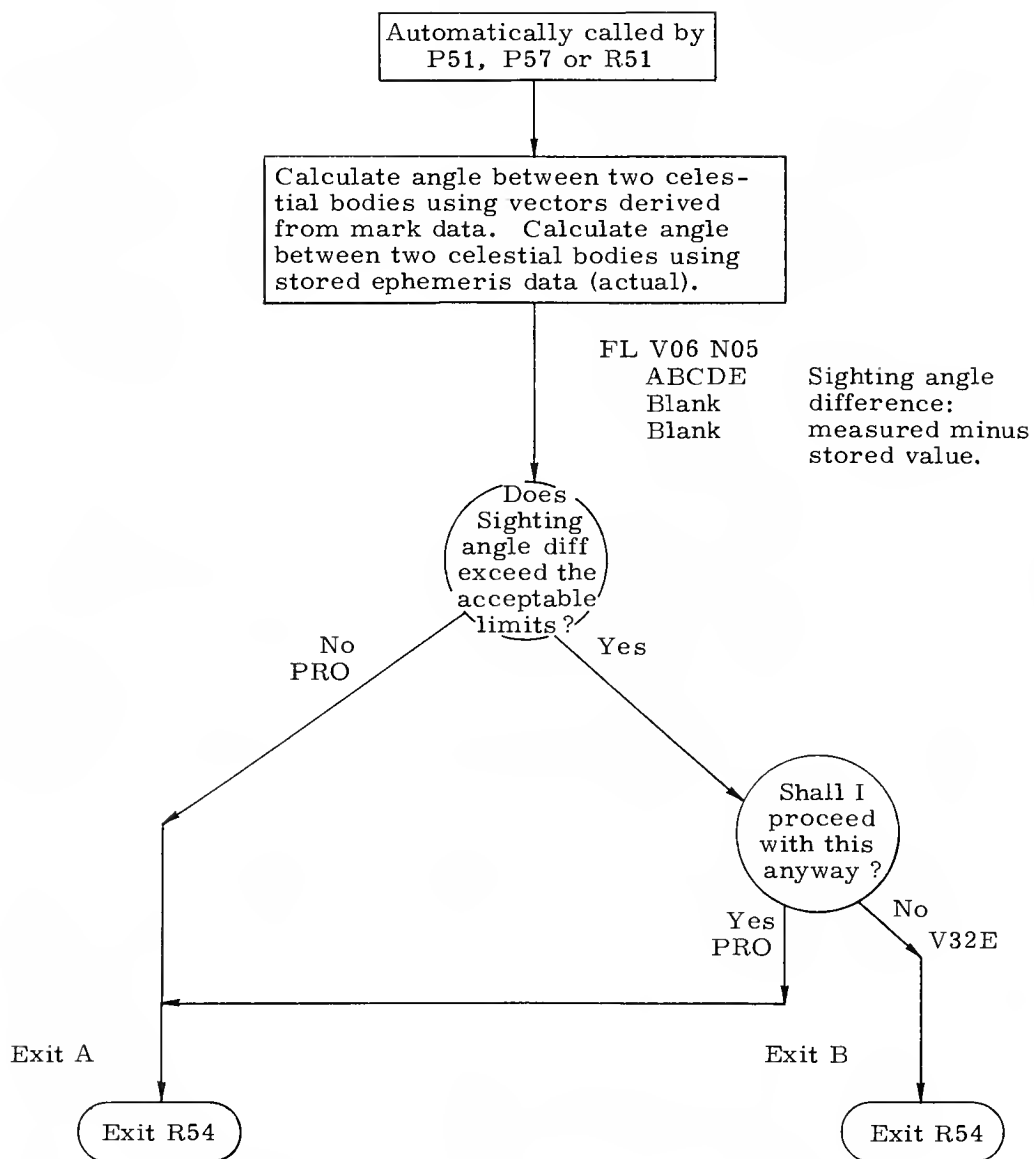 Automatically called by
P51, P57 or R51
Calculate angle between two celes-
tial bodies using vectors derived
from mark data. Calculate angle
between two celestial bodies using
stored ephemeris data (actual).
FL V06 N05
ABCDE Sighting angle
Blank difference:
Blank measured minus
stored value.
Does
Sighting
angle diff
exceed the
acceptable
limits ?
No
PRO
Yes
Shall I
proceed
with this
anyway ?
Yes
PRO
No
V32E
Exit A
Exit B
Exit R54
Exit R54